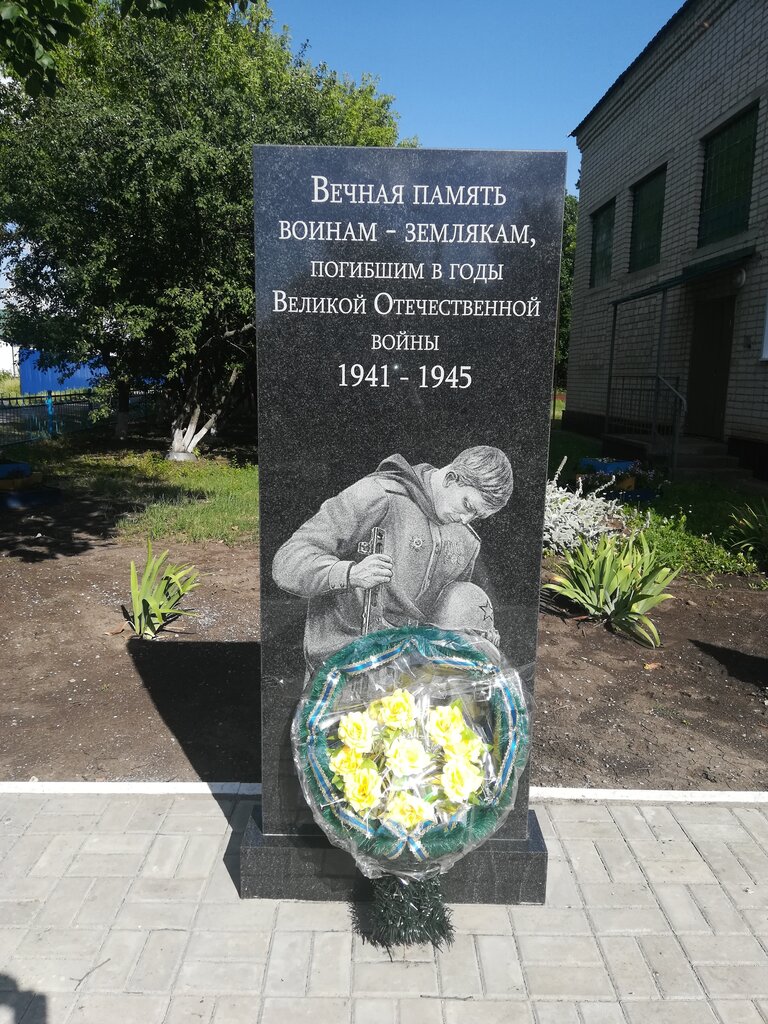 Вечная память
воинам - землякам,
погибшим в годы
Великой Отечественной
войны
1941 - 1945